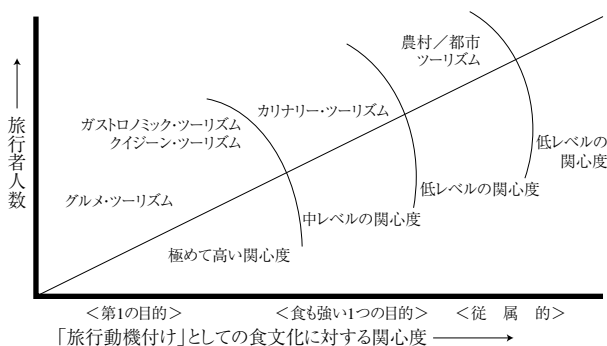 農村／都市
ツーリズム
カリナリー・ツーリズム
ガストロノミック・ツーリズム
クイジーン・ツーリズム
低レベルの
関心度
低レベルの関心度
グルメ・ツーリズム
中レベルの関心度
極めて高い関心度
旅行者人数
＜第1の目的＞
＜食も強い1つの目的＞
＜従属的＞
「旅行動機付け」としての食文化に対する関心度